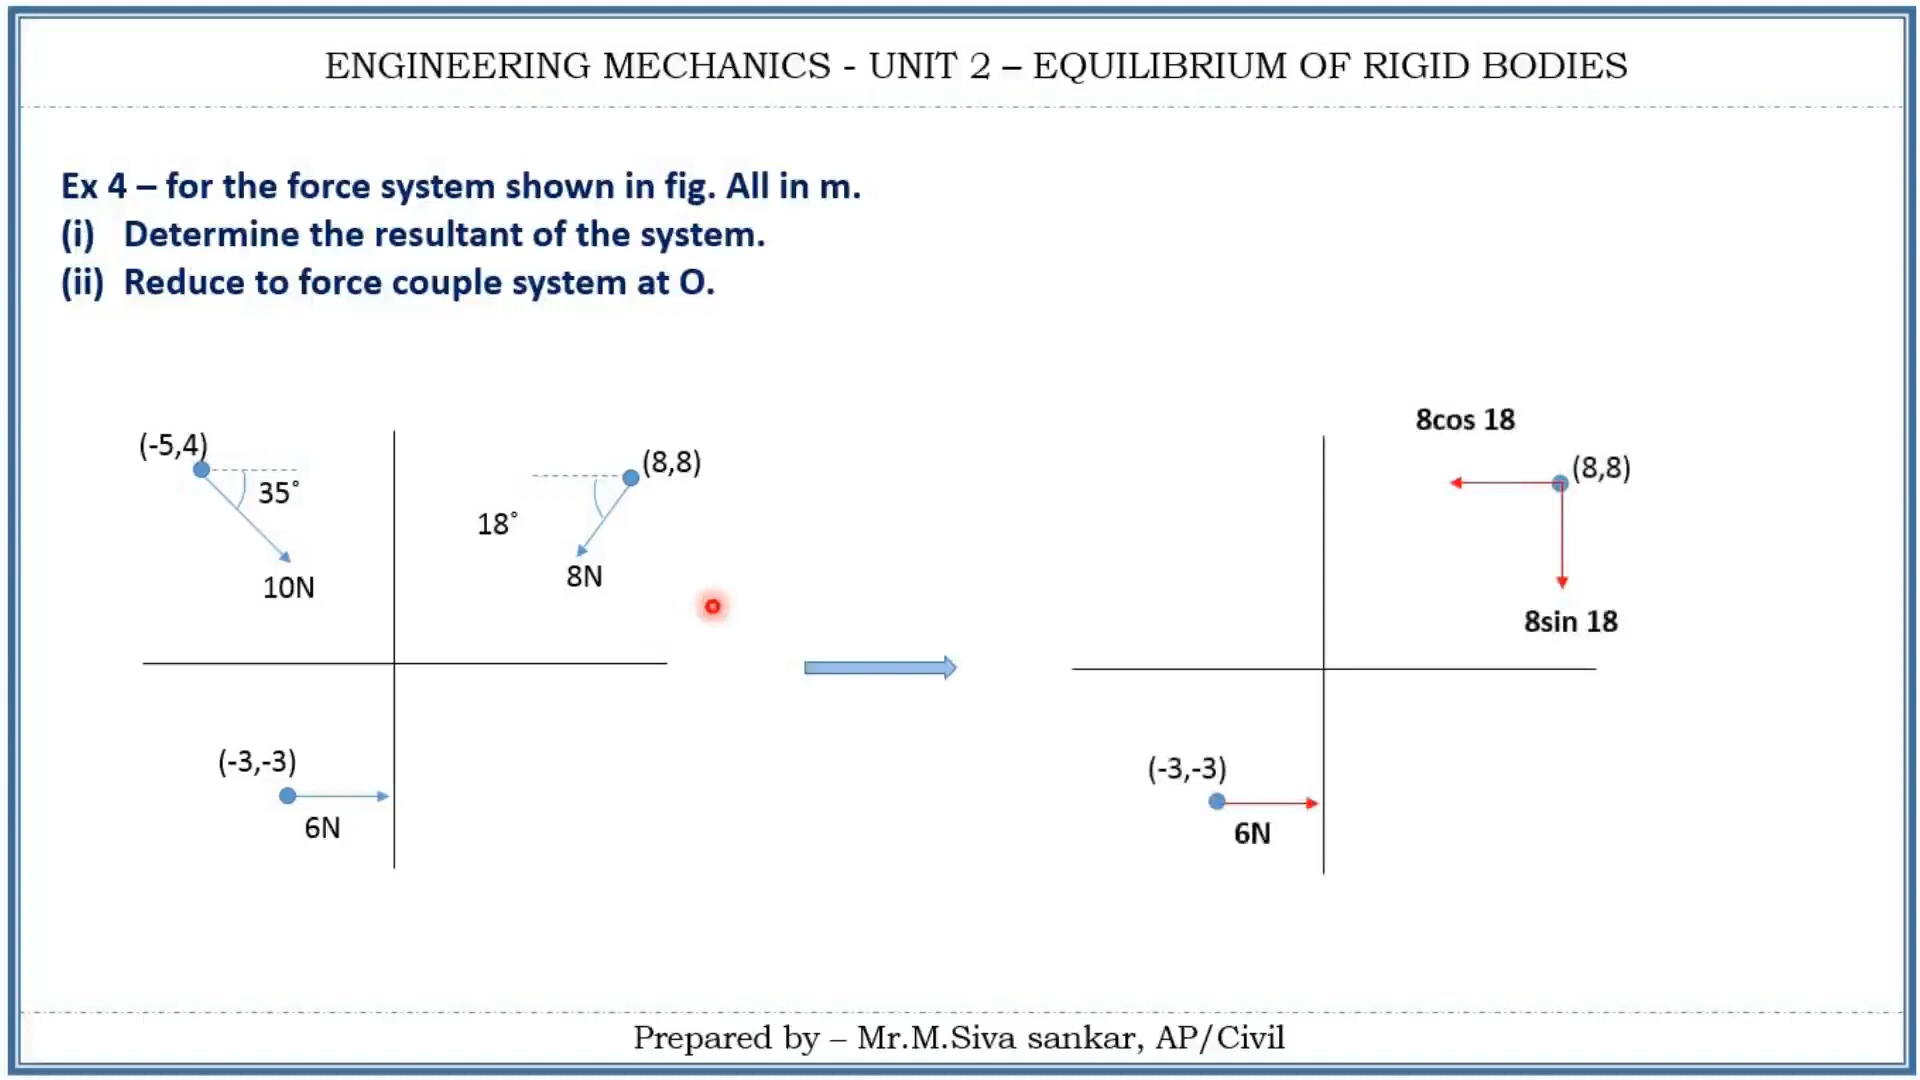 ENGINEERING MECHANICS - UNIT 2 – EQUILIBRIUM OF RIGID BODIES
Ex 4 – for the force system shown in fig. All in m.
(i) Determine the resultant of the system.
(ii) Reduce to force couple system at O.
(-5,4)
35°
10N
(8,8)
18°
8N
(-3,-3)
6N
8cos 18
(8,8)
8sin 18
(-3,-3)
6N
Prepared by – Mr.M.Siva sankar, AP/Civil